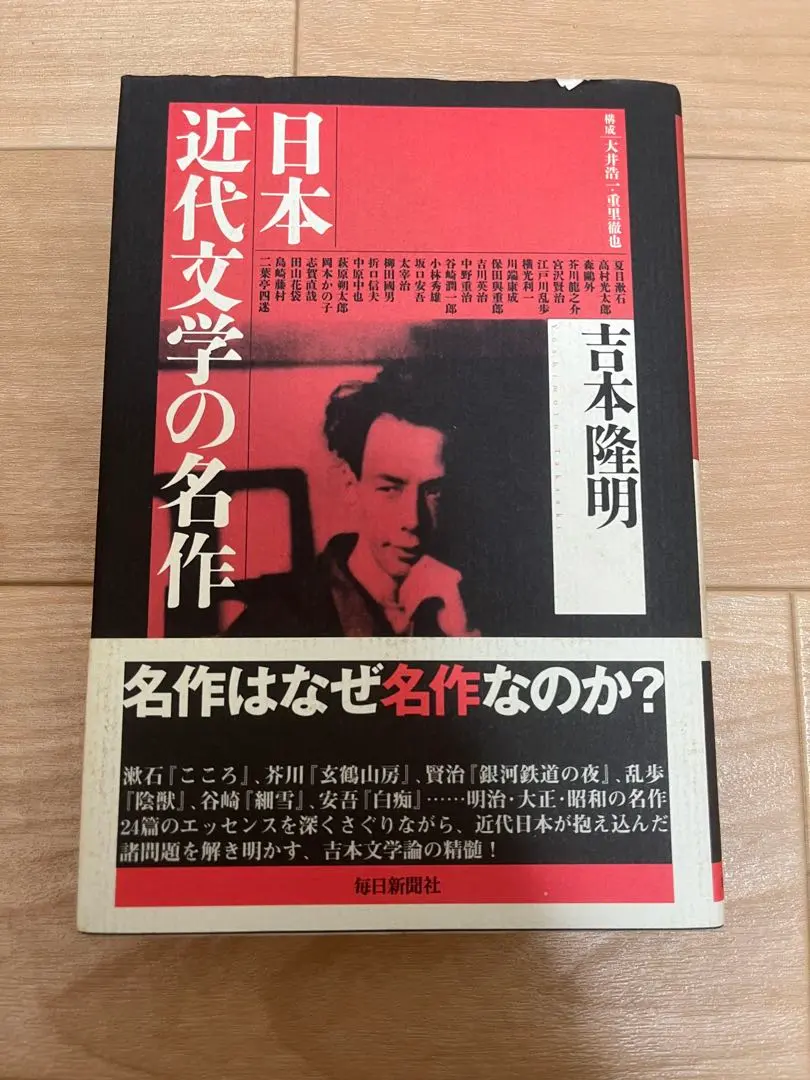 構成｜大井浩一・重里徹也
日本
近代文学の名作
夏目漱石
高村光太郎
森鷗外
芥川龍之介
宮沢賢治
江戸川乱歩
横光利一
川端康成
保田與重郎
吉川英治
中野重治
谷崎潤一郎
小林秀雄
坂口安吾
太宰治
柳田國男
折口信夫
中原中也
萩原朔太郎
岡本かの子
志賀直哉
田山花袋
島崎藤村
二葉亭四迷
吉本隆明
Yoshimoto Takaaki
名作はなぜ名作なのか?
漱石『こころ』、芥川『玄鶴山房』、賢治『銀河鉄道の夜』、乱歩
『陰獣』、谷崎『細雪』、安吾『白痴』……明治・大正・昭和の名作
24篇のエッセンスを深くさぐりながら、近代日本が抱え込んだ
諸問題を解き明かす、吉本文学論の精髄!
毎日新聞社